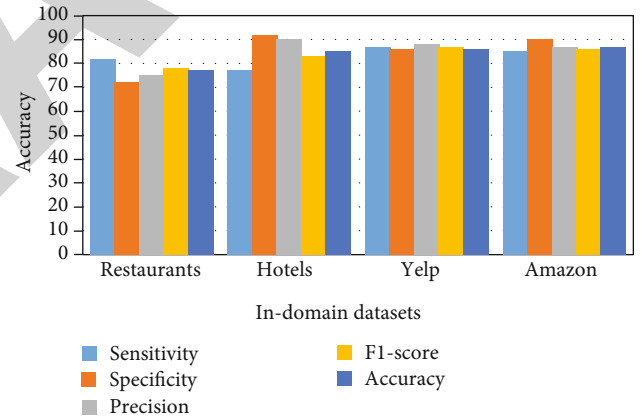 100
90
80
70
60
50
40
30
20
10
0
Accuracy
Restaurants Hotels Yelp Amazon
In-domain datasets
Sensitivity
Specificity
Precision
F1-score
Accuracy